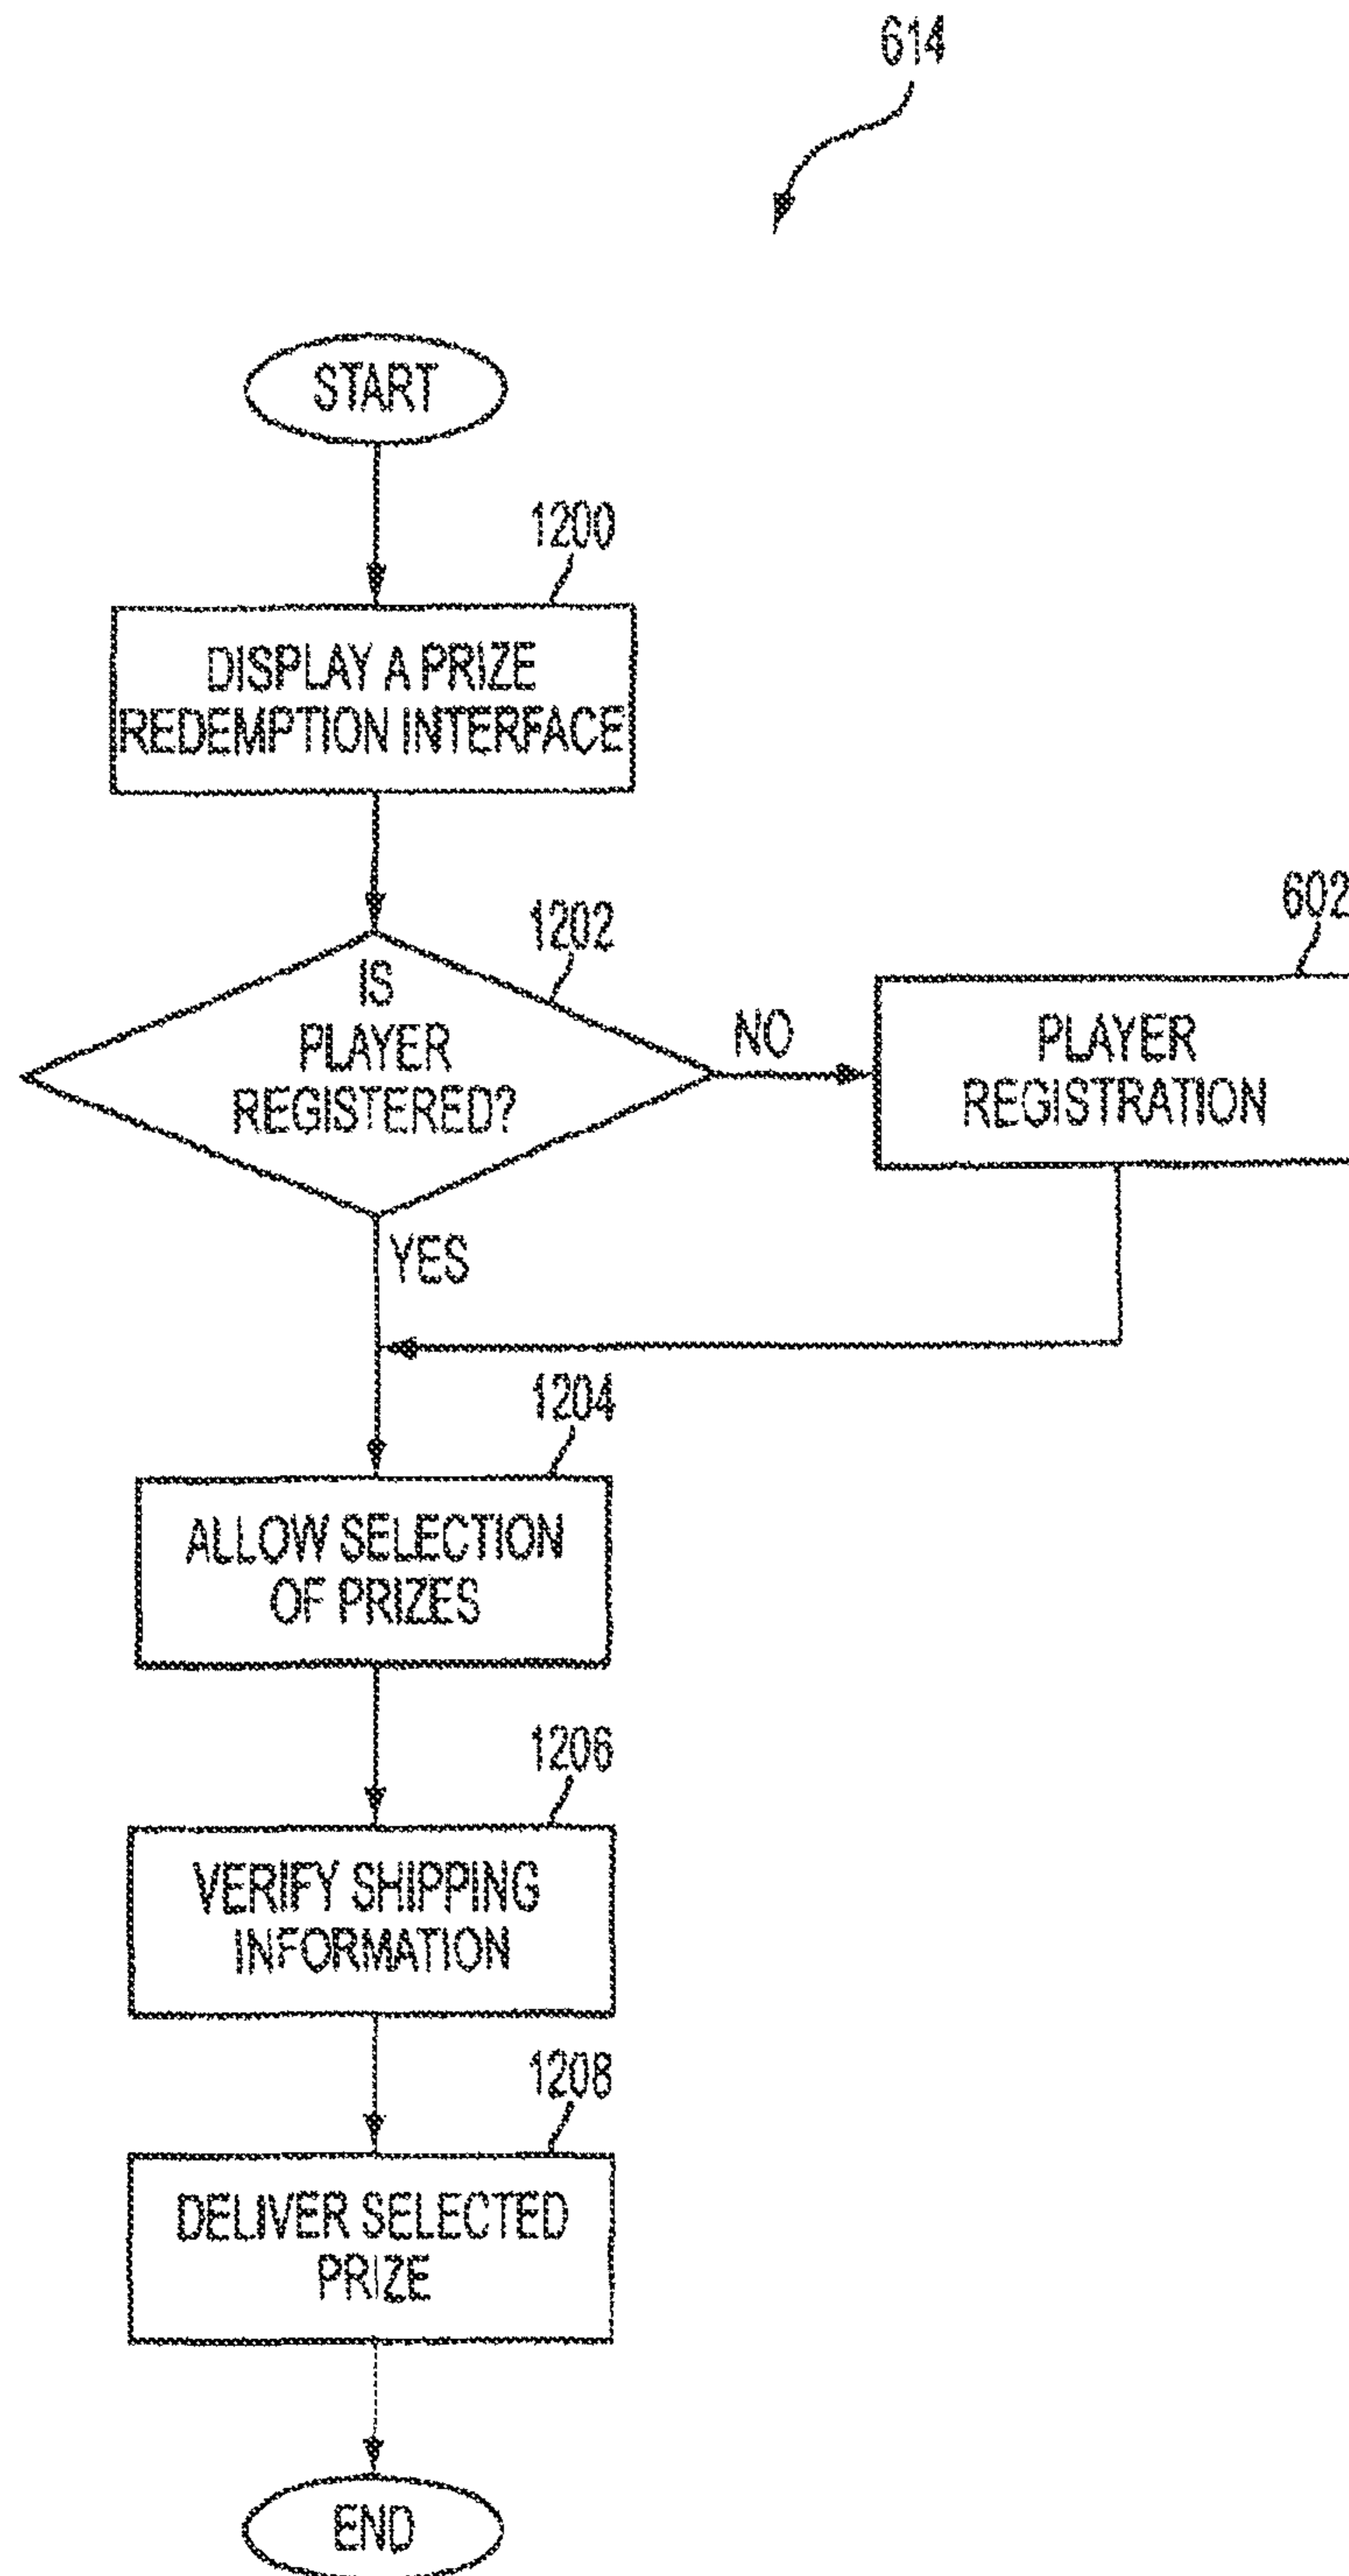 614
START
1200
DISPLAY A PRIZE
REDEMPTION INTERFACE
1202
IS
PLAYER
REGISTERED?
NO
602
PLAYER
REGISTRATION
YES
1204
ALLOW SELECTION
OF PRIZES
1206
VERIFY SHIPPING
INFORMATION
1208
DELIVER SELECTED
PRIZE
END